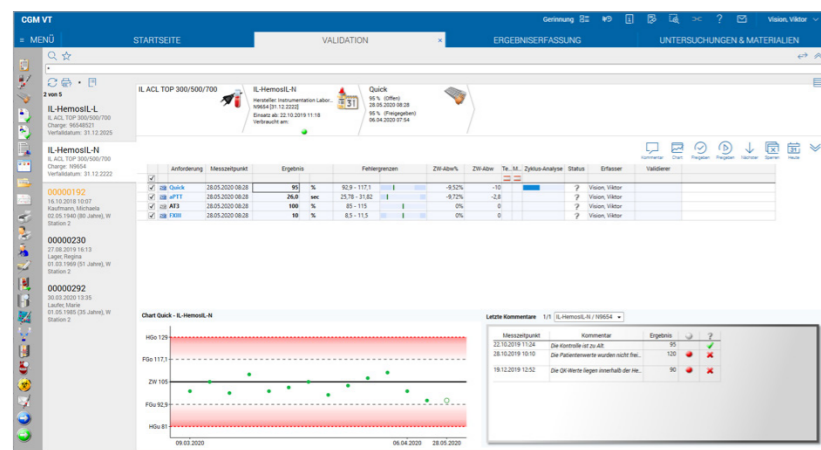 CGM VT
Gerinnung
Vision, Viktor
MENÜ
STARTSEITE
VALIDATION
×
ERGEBNISERFASSUNG
UNTERSUCHUNGEN & MATERIALIEN
2 von 5
IL-HemosIL-L
IL, ACL TOP 300/500/700
Charge: 96548521
Verfalldatum: 31.12.2025
IL-HemosIL-N
IL, ACL TOP 300/500/700
Charge: N9654
Verfalldatum: 31.12.2222
00000192
16.10.2019 10:07
Kaufmann, Michaela
02.05.1940 (80 Jahre), W
Station 2
00000230
27.08.2019 16:13
Lager, Regina
01.03.1969 (51 Jahre), W
Station 2
00000292
30.03.2020 13:35
Laufer, Marie
01.05.1985 (35 Jahre), W
Station 2
IL ACL TOP 300/500/700
IL-HemosIL-N
Hersteller Instrumentation Labor...
N9654 [31.12.2222]
Einsatz ab: 22.10.2019 11:18
Verbraucht am:
Quick
95 % (Offen)
28.05.2020 08:28
95 % (Freigegeben)
06.04.2020 07:54
Kommentar Chart Freigeben Freigeben Nächster Sperren Heute
Anforderung Messzeitpunkt Ergebnis Fehlergrenzen ZW-Abw% ZW-Abw Te... M... Zyklus-Analyse Status Erfasser Validierer
Quick 28.05.2020 08:28 95 % 92,9 - 117,1 -9,52% -10 ? Vision, Viktor
aPTT 28.05.2020 08:28 26,0 sec 25,78 - 31,82 -9,72% -2,8 ? Vision, Viktor
AT3 28.05.2020 08:28 100 % 85 - 115 0% 0 ? Vision, Viktor
FXIII 28.05.2020 08:28 10 % 8,5 - 11,5 0% 0 ? Vision, Viktor
Chart Quick - IL-HemosIL-N
HGo 129
FGo 117,1
ZW 105
FGu 92,9
HGu 81
09.03.2020 06.04.2020 28.05.2020
Letzte Kommentare 1/1 IL-HemosIL-N / N9654
Messzeitpunkt Kommentar Ergebnis ?
22.10.2019 11:24 Die Kontrolle ist zu Alt. 95
28.10.2019 10:10 Die Patientenwerte wurden nicht frei... 120
19.12.2019 12:52 Die QK-Werte liegen innerhalb der He... 90